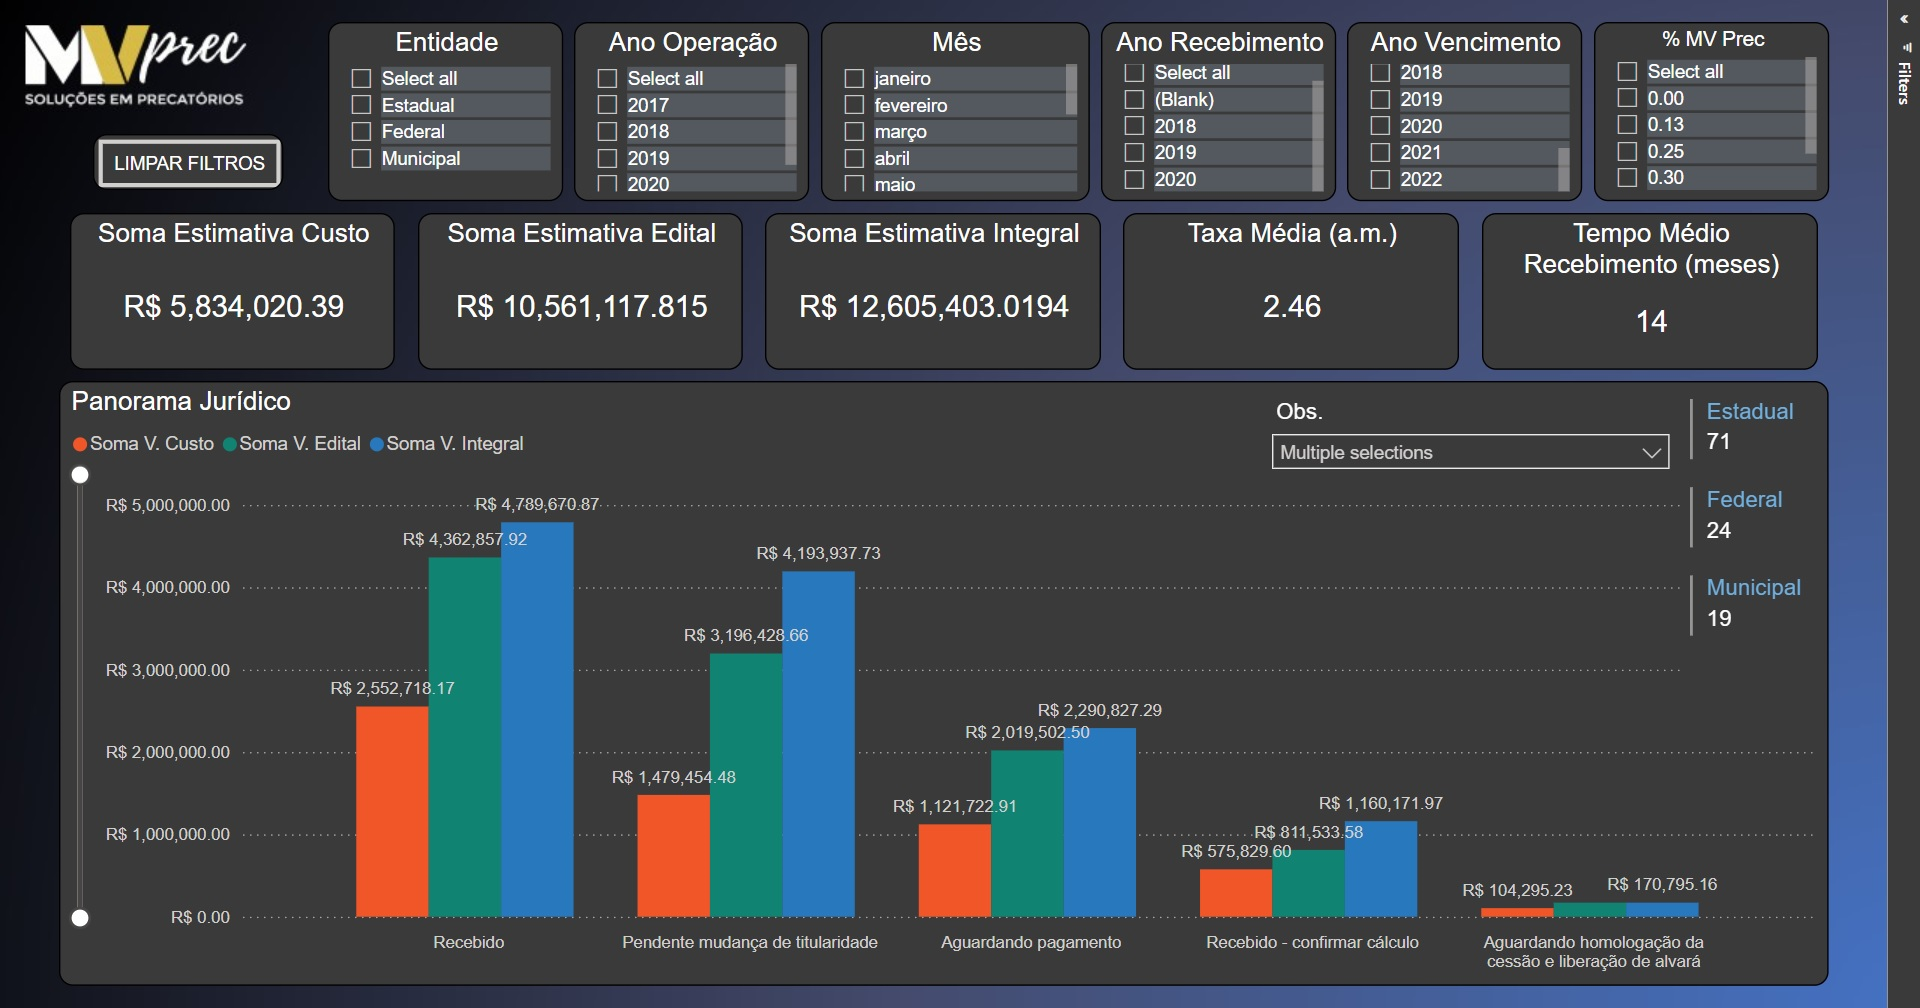 MVprec
SOLUÇÕES EM PRECATÓRIOS
LIMPAR FILTROS
Entidade
Select all
Estadual
Federal
Municipal
Ano Operação
Select all
2017
2018
2019
2020
Mês
janeiro
fevereiro
março
abril
maio
Ano Recebimento
Select all
(Blank)
2018
2019
2020
Ano Vencimento
2018
2019
2020
2021
2022
% MV Prec
Select all
0.00
0.13
0.25
0.30
Filters
Soma Estimativa Custo
R$ 5,834,020.39
Soma Estimativa Edital
R$ 10,561,117.815
Soma Estimativa Integral
R$ 12,605,403.0194
Taxa Média (a.m.)
2.46
Tempo Médio
Recebimento (meses)
14
Panorama Jurídico
Soma V. Custo Soma V. Edital Soma V. Integral
Obs.
Multiple selections
Estadual
71
Federal
24
Municipal
19
R$ 5,000,000.00
R$ 4,000,000.00
R$ 3,000,000.00
R$ 2,000,000.00
R$ 1,000,000.00
R$ 0.00
R$ 2,552,718.17
R$ 4,362,857.92
R$ 4,789,670.87
R$ 1,479,454.48
R$ 3,196,428.66
R$ 4,193,937.73
R$ 1,121,722.91
R$ 2,019,502.50
R$ 2,290,827.29
R$ 575,829.60
R$ 811,533.58
R$ 1,160,171.97
R$ 104,295.23
R$ 170,795.16
Recebido
Pendente mudança de titularidade
Aguardando pagamento
Recebido - confirmar cálculo
Aguardando homologação da
cessão e liberação de alvará